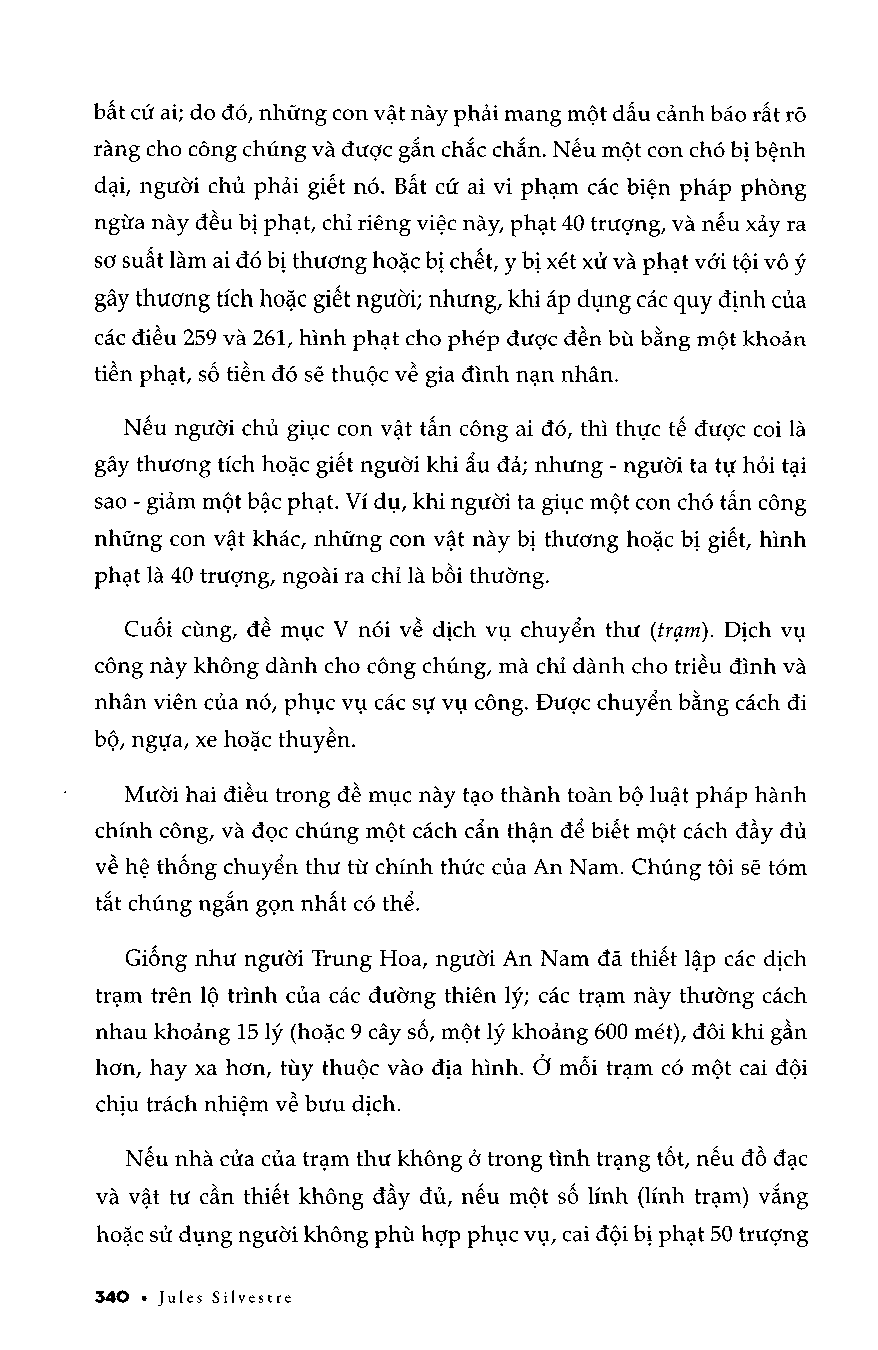 bất cứ ai; do đó, những con vật này phải mang một dấu cảnh báo rất rõ
ràng cho công chúng và được gắn chắc chắn. Nếu một con chó bị bệnh
dại, người chủ phải giết nó. Bất cứ ai vi phạm các biện pháp phòng
ngừa này đều bị phạt, chỉ riêng việc này, phạt 40 trượng, và nếu xảy ra
sơ suất làm ai đó bị thương hoặc bị chết, y bị xét xử và phạt với tội vô ý
gây thương tích hoặc giết người; nhưng, khi áp dụng các quy định của
các điều 259 và 261, hình phạt cho phép được đền bù bằng một khoản
tiền phạt, số tiền đó sẽ thuộc về gia đình nạn nhân.
Nếu người chủ giục con vật tấn công ai đó, thì thực tế được coi là
gây thương tích hoặc giết người khi ẩu đả; nhưng - người ta tự hỏi tại
sao - giảm một bậc phạt. Ví dụ, khi người ta giục một con chó tấn công
những con vật khác, những con vật này bị thương hoặc bị giết, hình
phạt là 40 trượng, ngoài ra chỉ là bồi thường.
Cuối cùng, đề mục V nói về dịch vụ chuyển thư (trạm). Dịch vụ
công này không dành cho công chúng, mà chỉ dành cho triều đình và
nhân viên của nó, phục vụ các sự vụ công. Được chuyển bằng cách đi
bộ, ngựa, xe hoặc thuyền.
Mười hai điều trong đề mục này tạo thành toàn bộ luật pháp hành
chính công, và đọc chúng một cách cẩn thận để biết một cách đầy đủ
về hệ thống chuyển thư từ chính thức của An Nam. Chúng tôi sẽ tóm
tắt chúng ngắn gọn nhất có thể.
Giống như người Trung Hoa, người An Nam đã thiết lập các dịch
trạm trên lộ trình của các đường thiên lý; các trạm này thường cách
nhau khoảng 15 lý (hoặc 9 cây số, một lý khoảng 600 mét), đôi khi gần
hơn, hay xa hơn, tùy thuộc vào địa hình. Ở mỗi trạm có một cai đội
chịu trách nhiệm về bưu dịch.
Nếu nhà cửa của trạm thư không ở trong tình trạng tốt, nếu đồ đạc
và vật tư cần thiết không đầy đủ, nếu một số lính (lính trạm) vắng
hoặc sử dụng người không phù hợp phục vụ, cai đội bị phạt 50 trượng
340 • Jules Silvestre